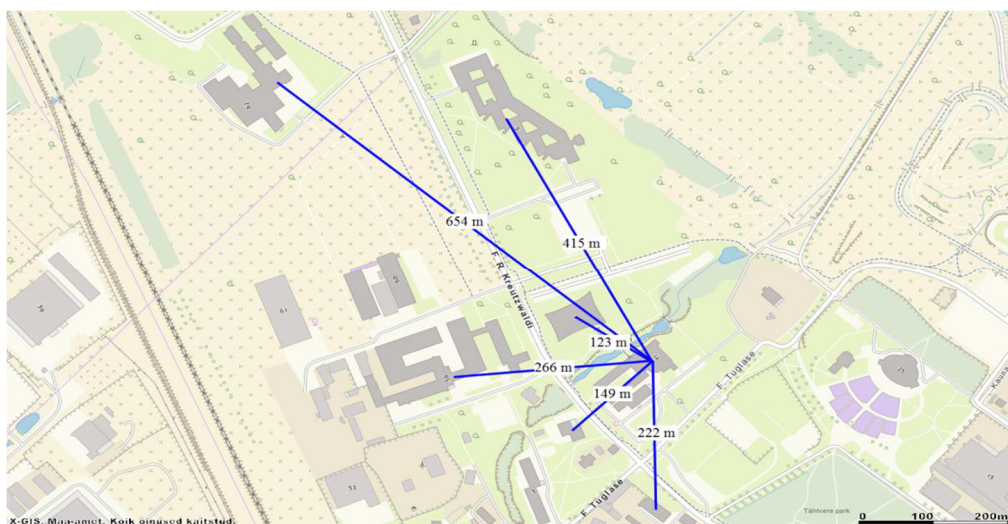 654 m
415 m
F. R. Kreutzwaldi
123 m
266 m
149 m
F. Tuglase
222 m
F. Tuglase
53
Tähtvere park
X-GIS. Maa-amet. Kõik õigused kaitstud.
0 100 200m